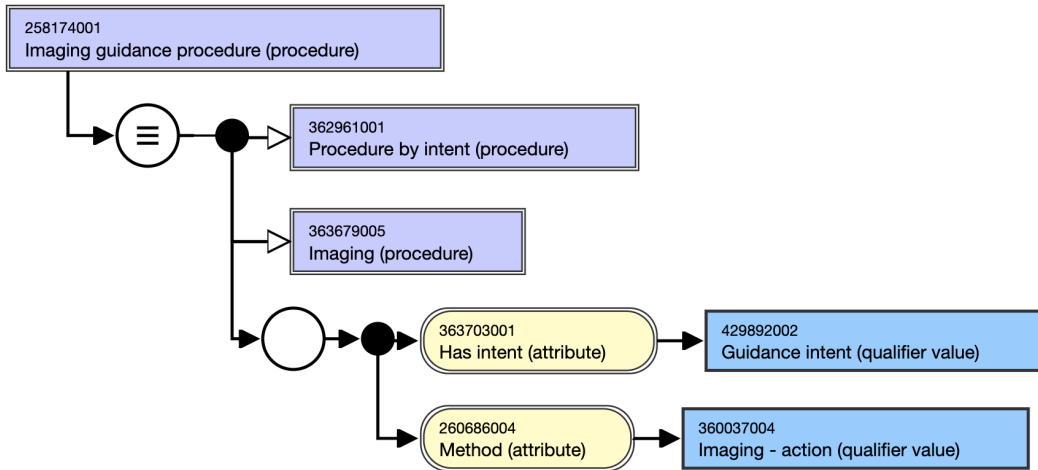 258174001
Imaging guidance procedure (procedure)
362961001
Procedure by intent (procedure)
363679005
Imaging (procedure)
363703001
Has intent (attribute)
429892002
Guidance intent (qualifier value)
260686004
Method (attribute)
360037004
Imaging - action (qualifier value)